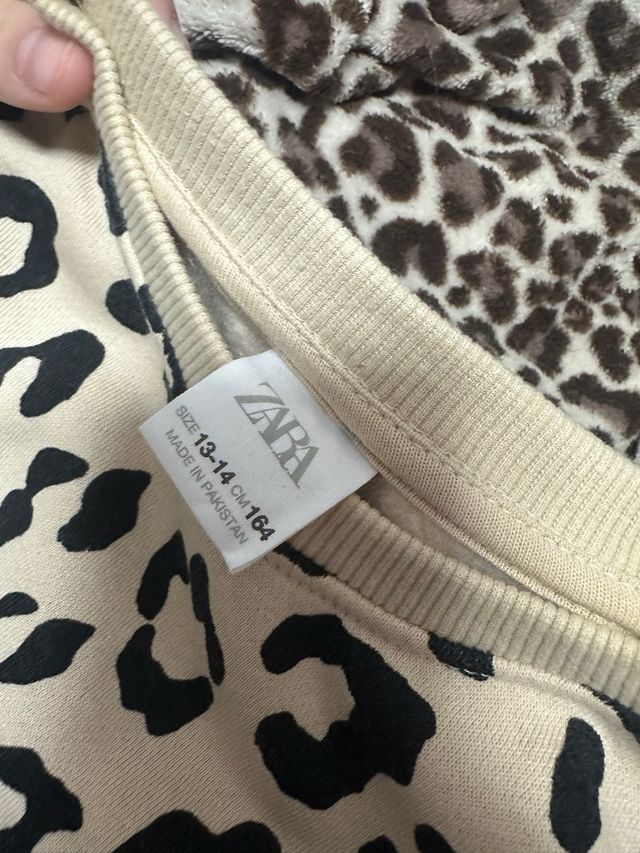 ZARA
SIZE 13-14 CM 164
MADE IN PAKISTAN